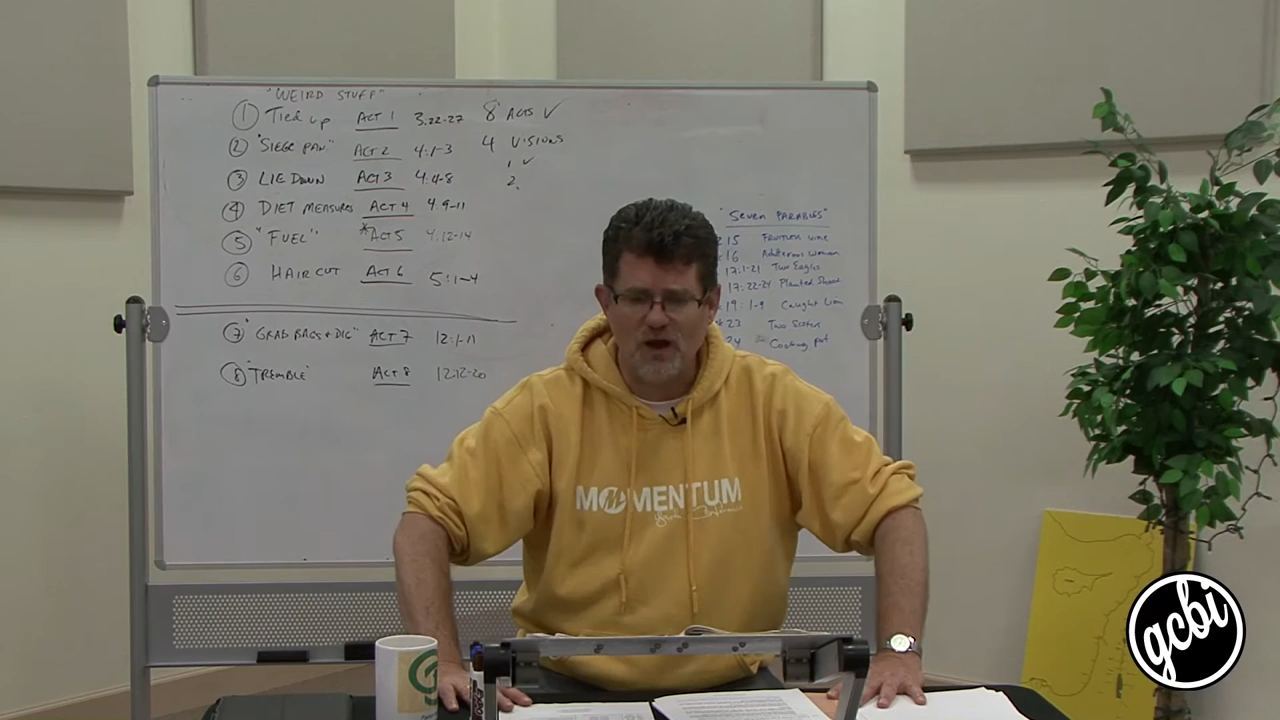 "WEIRD STUFF"
① Tied up ACT 1 3:22-27 8 ACTS ✓
② "SIEGE PAN" ACT 2 4:1-3 4 VISIONS
③ LIE DOWN ACT 3 4:4-8 1 ✓
2.
④ DIET MEASURES ACT 4 4:9-11
⑤ "FUEL" *ACT 5 4:12-14
⑥ HAIR CUT ACT 6 5:1-4
⑦ "GRAB BAGS + DIG" ACT 7 12:1-11
⑧ "TREMBLE" ACT 8 12:12-20
"Seven PARABLES"
15 Fruitless Vine
16 Adulterous Woman
17:1-21 Two Eagles
17:22-24 Planted Shoot
19:1-9 Caught Lion
23 Two Sisters
24 Cooking pot
MOMENTUM
gcbi